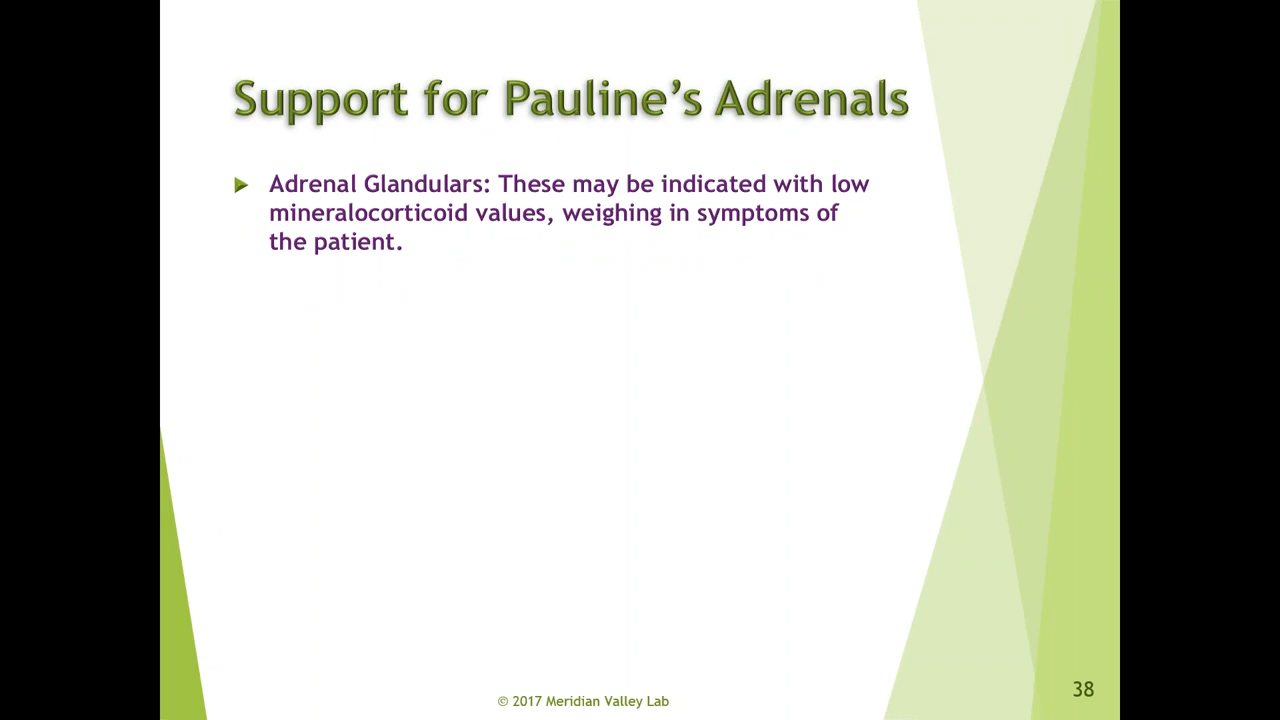 Support for Pauline’s Adrenals
Adrenal Glandulars: These may be indicated with low
mineralocorticoid values, weighing in symptoms of
the patient.
© 2017 Meridian Valley Lab
38